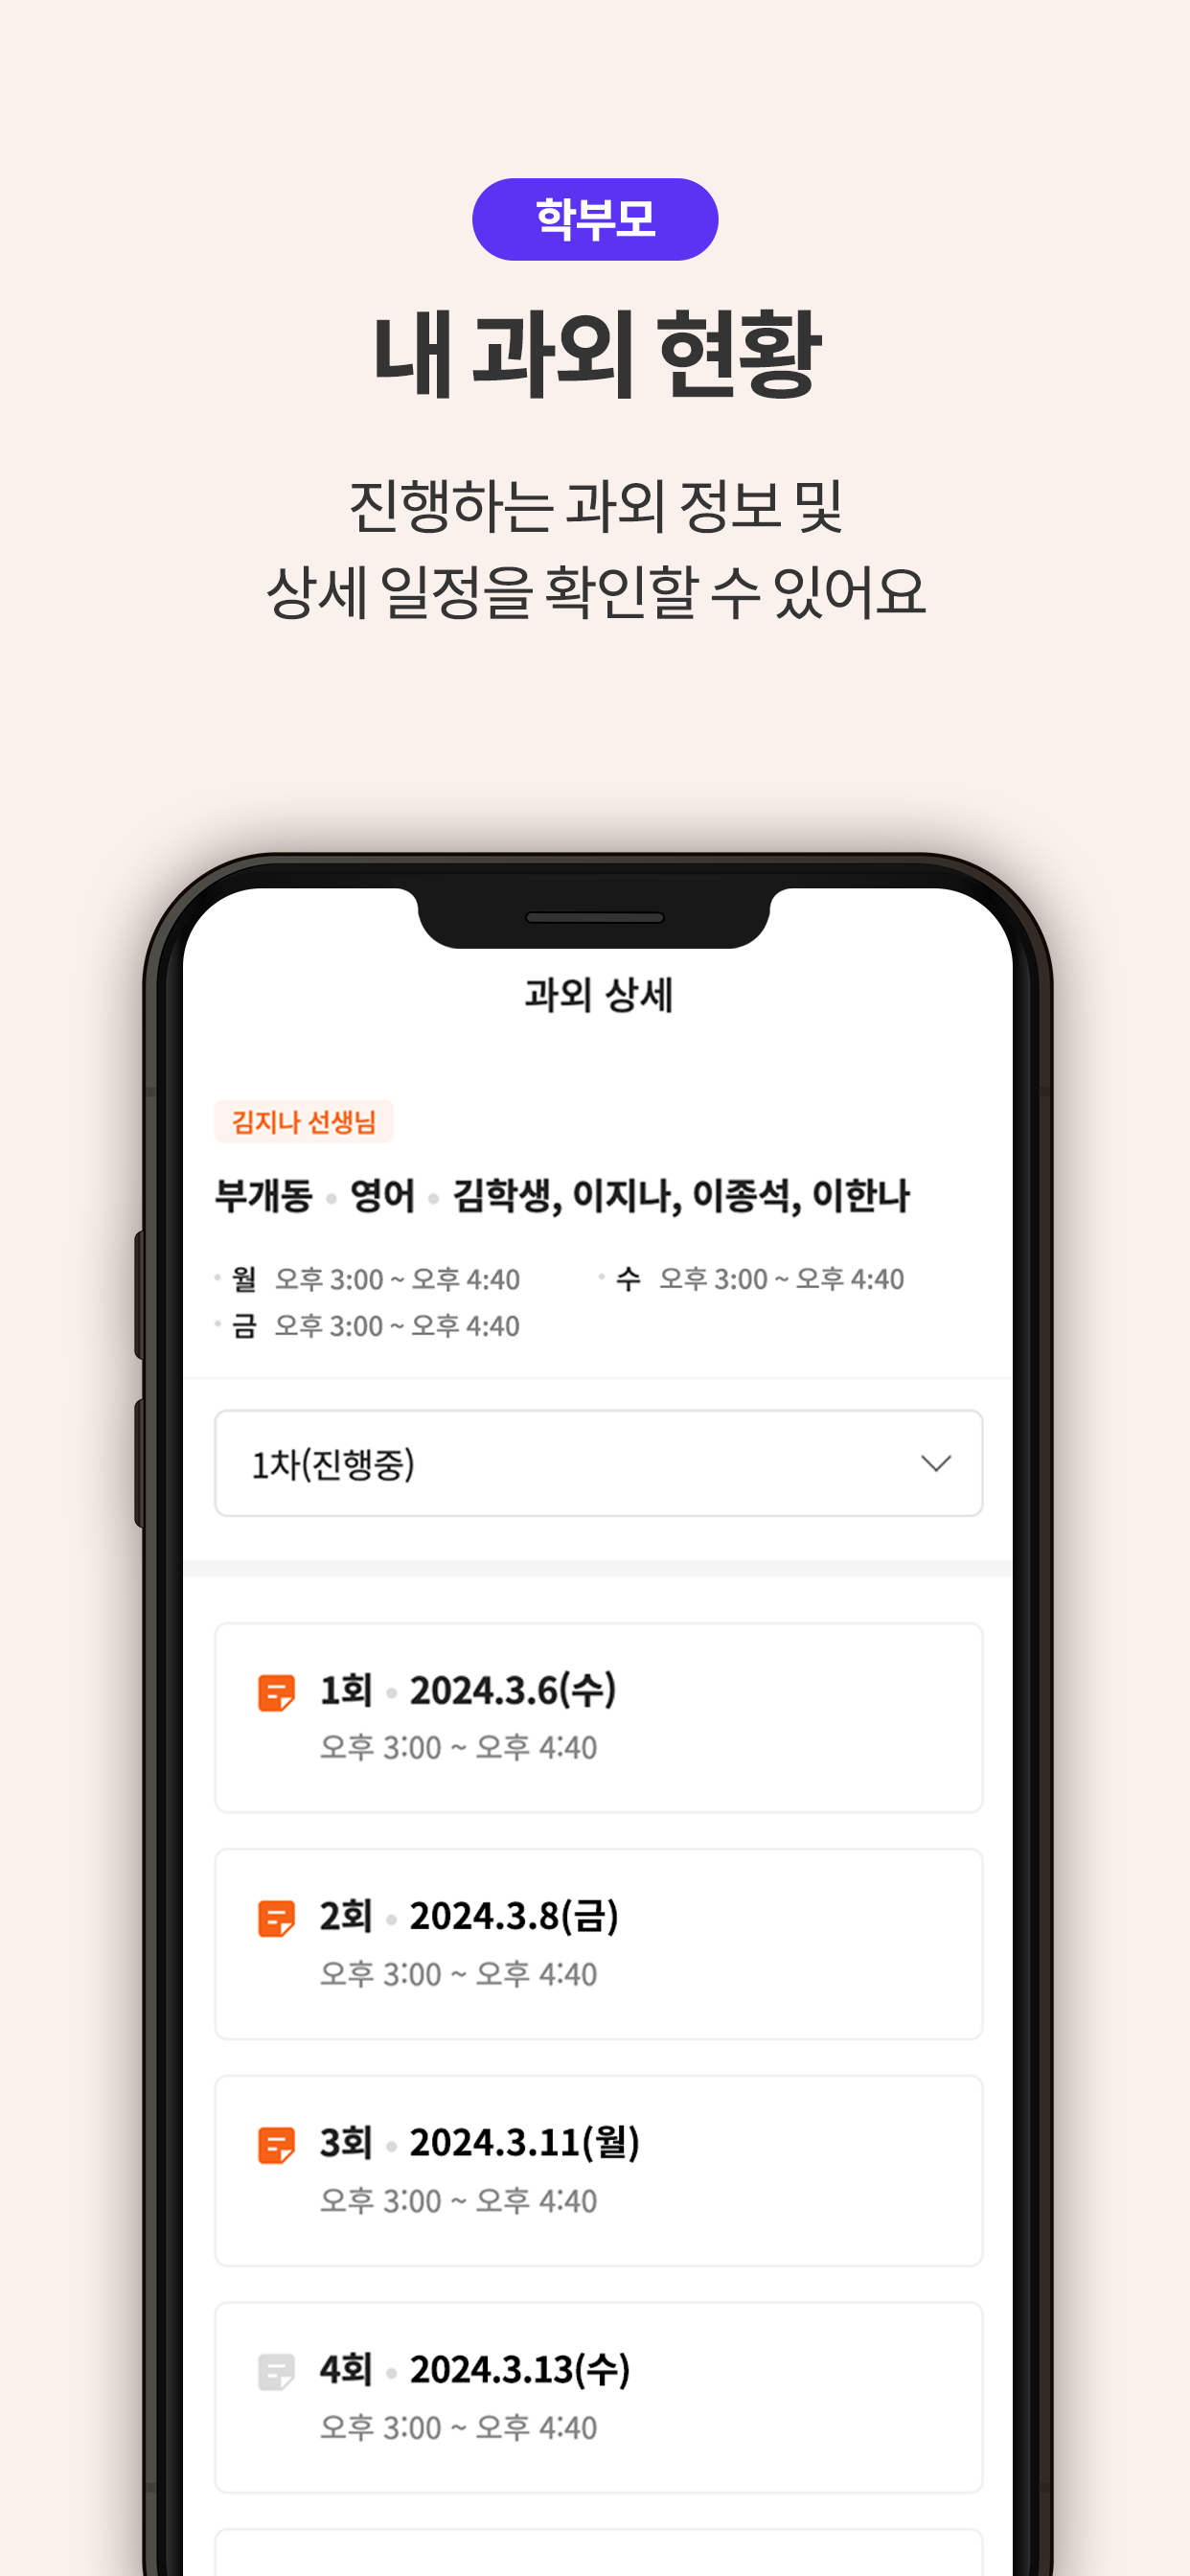 학부모
내 과외 현황
진행하는 과외 정보 및
상세 일정을 확인할 수 있어요
과외 상세
김지나 선생님
부개동 • 영어 • 김학생, 이지나, 이종석, 이한나
• 월 오후 3:00 ~ 오후 4:40 • 수 오후 3:00 ~ 오후 4:40
• 금 오후 3:00 ~ 오후 4:40
1차(진행중)
1회 • 2024.3.6(수)
오후 3:00 ~ 오후 4:40
2회 • 2024.3.8(금)
오후 3:00 ~ 오후 4:40
3회 • 2024.3.11(월)
오후 3:00 ~ 오후 4:40
4회 • 2024.3.13(수)
오후 3:00 ~ 오후 4:40